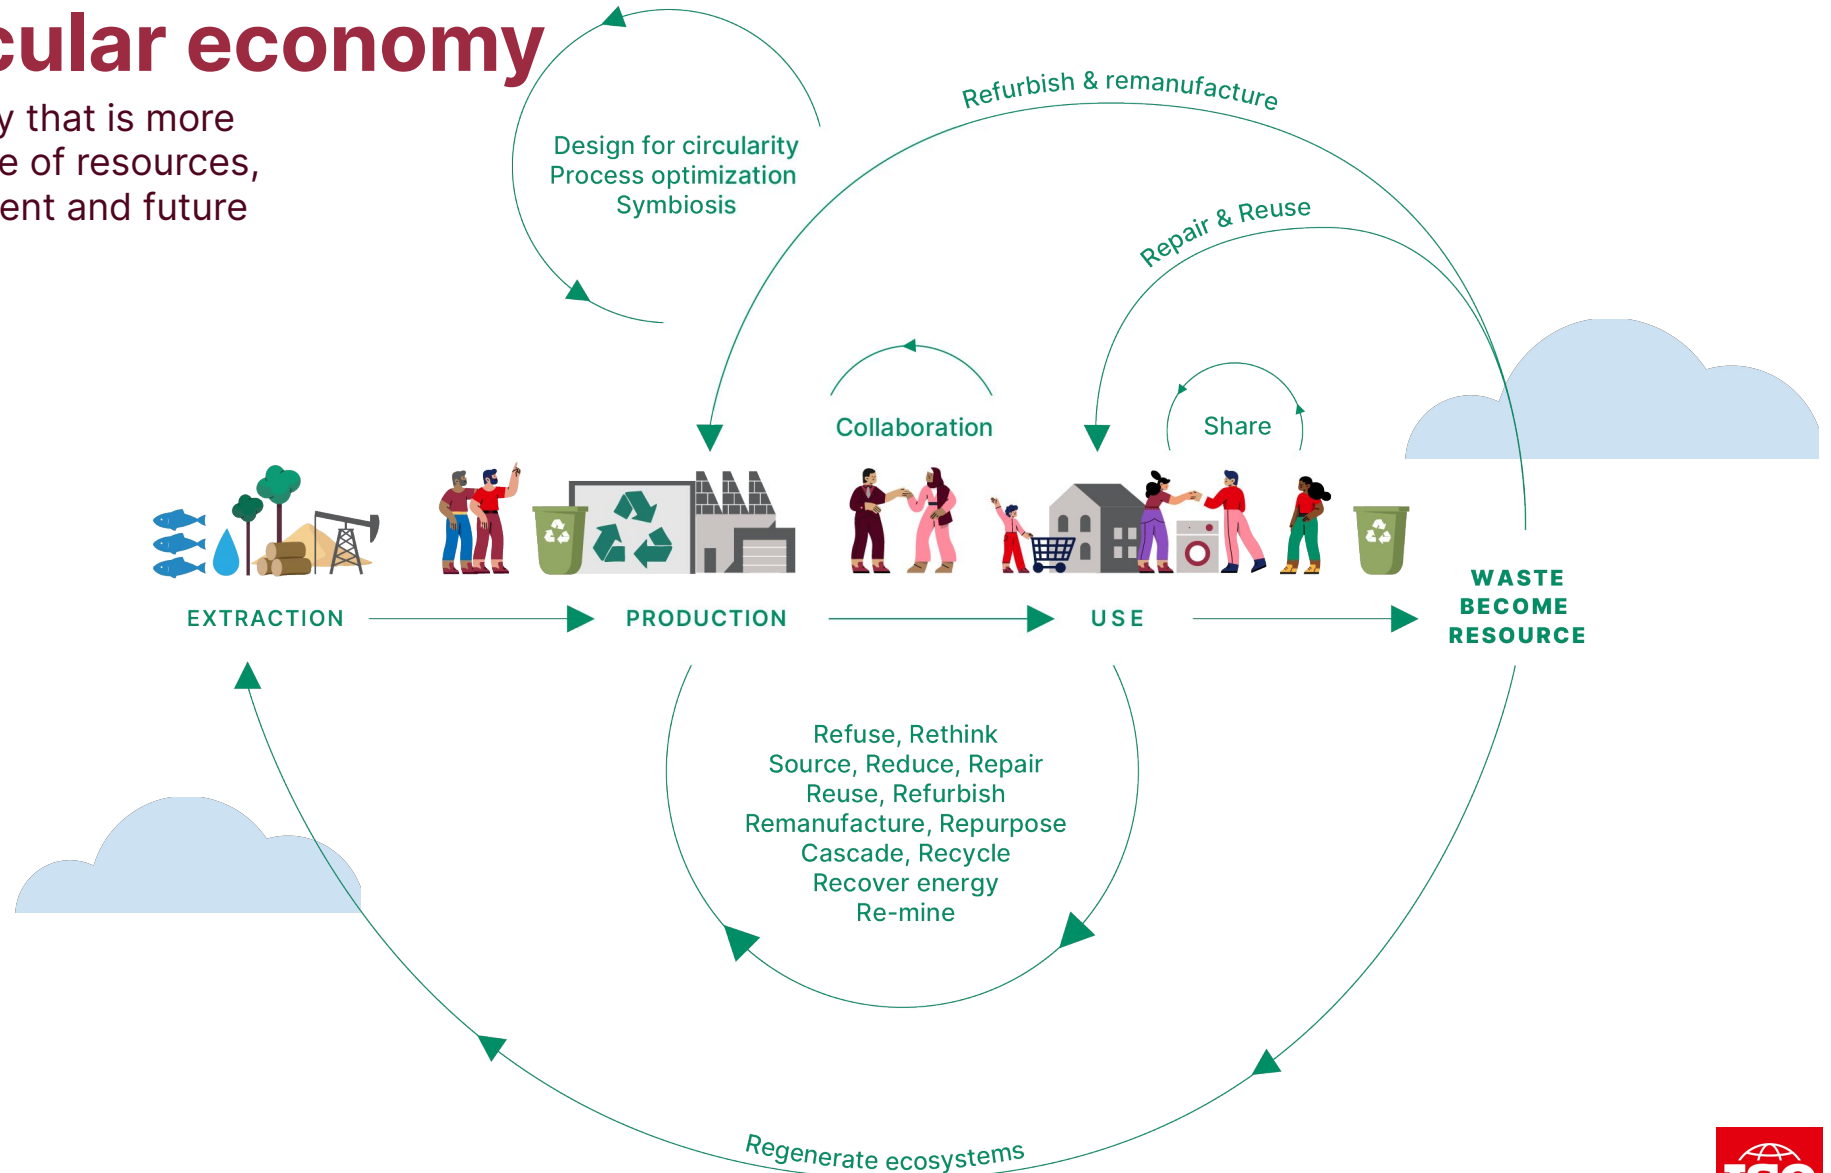 cular economy
y that is more
e of resources,
ent and future
Design for circularity
Process optimization
Symbiosis
Refurbish & remanufacture
Repair & Reuse
Collaboration
Share
EXTRACTION
PRODUCTION
USE
WASTE
BECOME
RESOURCE
Refuse, Rethink
Source, Reduce, Repair
Reuse, Refurbish
Remanufacture, Repurpose
Cascade, Recycle
Recover energy
Re-mine
Regenerate ecosystems
ISO